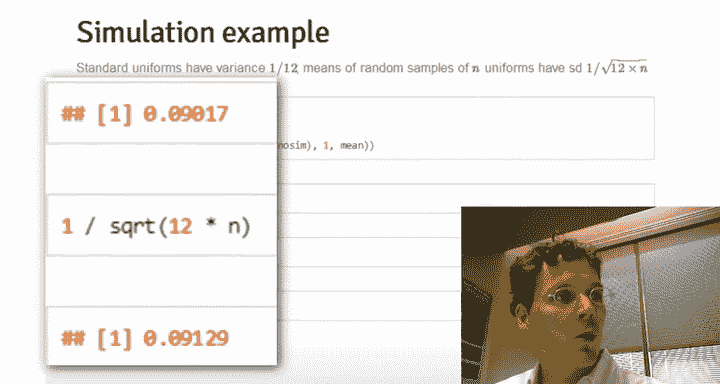 Simulation example
Standard uniforms have variance 1/12, means of random samples of n uniforms have sd 1/√12 × n
nosim), 1, mean))
## [1] 0.09017
1 / sqrt(12 * n)
## [1] 0.09129